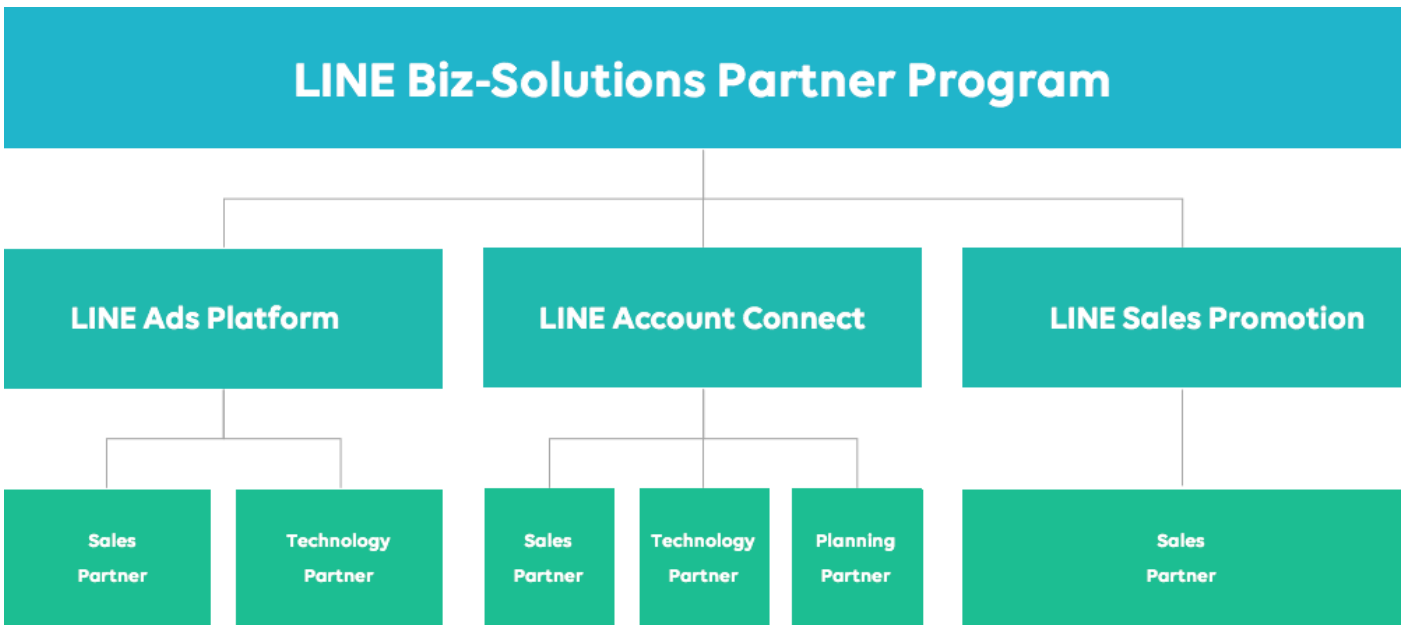 LINE Biz-Solutions Partner Program
LINE Ads Platform
LINE Account Connect
LINE Sales Promotion
Sales
Partner
Technology
Partner
Sales
Partner
Technology
Partner
Planning
Partner
Sales
Partner